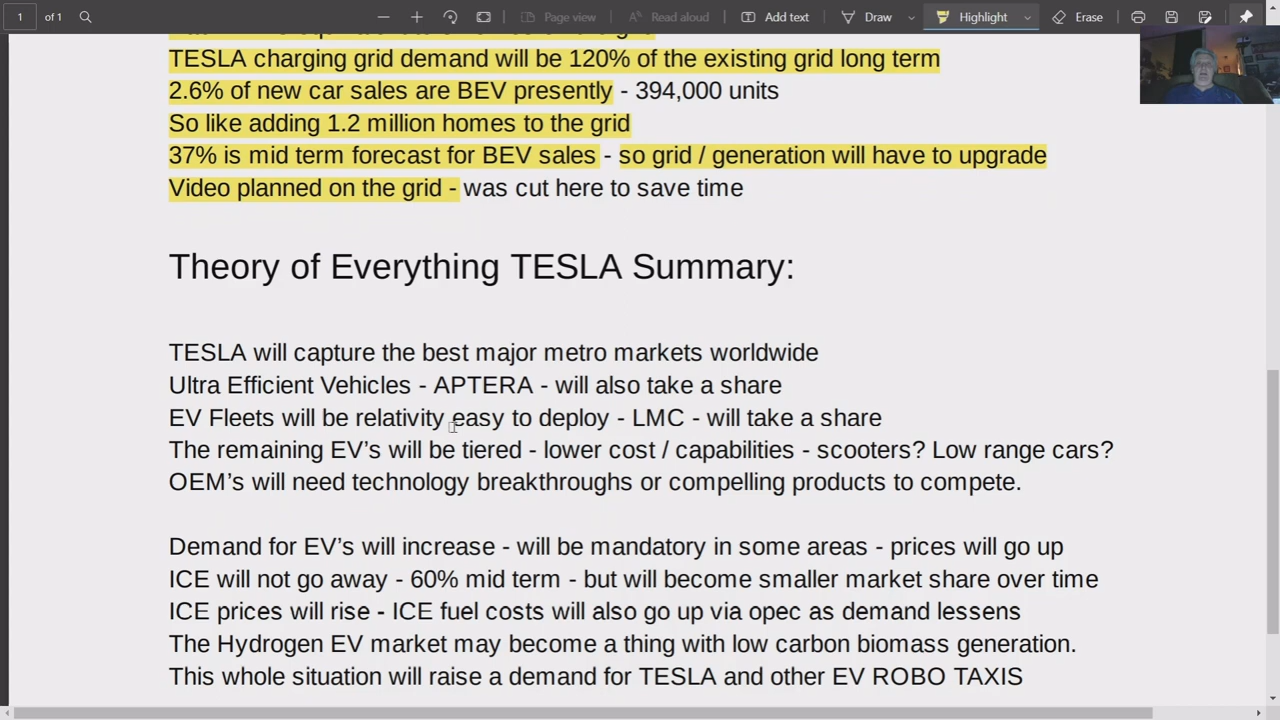 1 of 1 Page view Read aloud Add text Draw Highlight Erase
TESLA charging grid demand will be 120% of the existing grid long term
2.6% of new car sales are BEV presently - 394,000 units
So like adding 1.2 million homes to the grid
37% is mid term forecast for BEV sales - so grid / generation will have to upgrade
Video planned on the grid - was cut here to save time
Theory of Everything TESLA Summary:
TESLA will capture the best major metro markets worldwide
Ultra Efficient Vehicles - APTERA - will also take a share
EV Fleets will be relativity easy to deploy - LMC - will take a share
The remaining EV’s will be tiered - lower cost / capabilities - scooters? Low range cars?
OEM’s will need technology breakthroughs or compelling products to compete.
Demand for EV’s will increase - will be mandatory in some areas - prices will go up
ICE will not go away - 60% mid term - but will become smaller market share over time
ICE prices will rise - ICE fuel costs will also go up via opec as demand lessens
The Hydrogen EV market may become a thing with low carbon biomass generation.
This whole situation will raise a demand for TESLA and other EV ROBO TAXIS